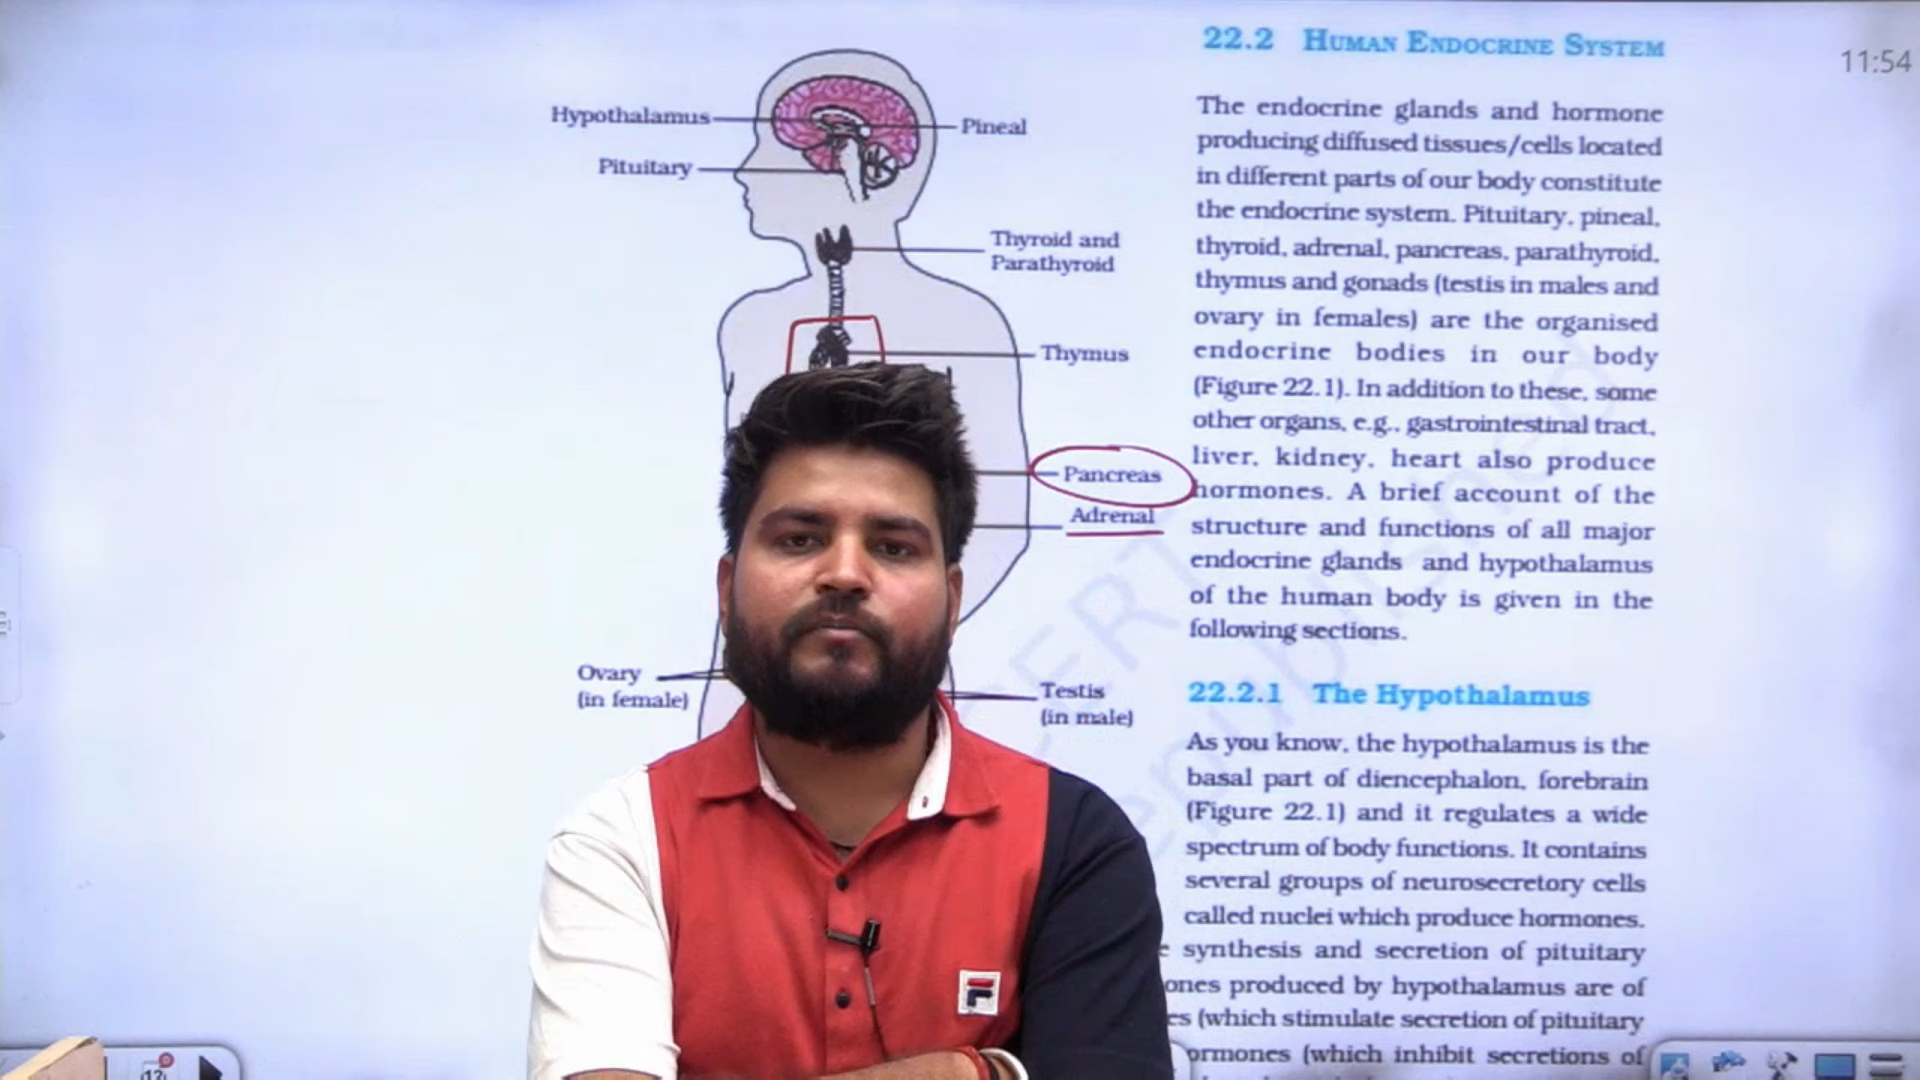 22.2 HUMAN ENDOCRINE SYSTEM
11:54
The endocrine glands and hormone
producing diffused tissues/cells located
in different parts of our body constitute
the endocrine system. Pituitary, pineal,
thyroid, adrenal, pancreas, parathyroid,
thymus and gonads (testis in males and
ovary in females) are the organised
endocrine bodies in our body
(Figure 22.1). In addition to these, some
other organs, e.g., gastrointestinal tract,
liver, kidney, heart also produce
hormones. A brief account of the
structure and functions of all major
endocrine glands and hypothalamus
of the human body is given in the
following sections.
22.2.1 The Hypothalamus
As you know, the hypothalamus is the
basal part of diencephalon, forebrain
(Figure 22.1) and it regulates a wide
spectrum of body functions. It contains
several groups of neurosecretory cells
called nuclei which produce hormones.
synthesis and secretion of pituitary
produced by hypothalamus are of
(which stimulate secretion of pituitary
(which inhibit secretions of
Hypothalamus
Pineal
Pituitary
Thyroid and
Parathyroid
Thymus
Pancreas
Adrenal
Ovary
(in female)
Testis
(in male)
F
12